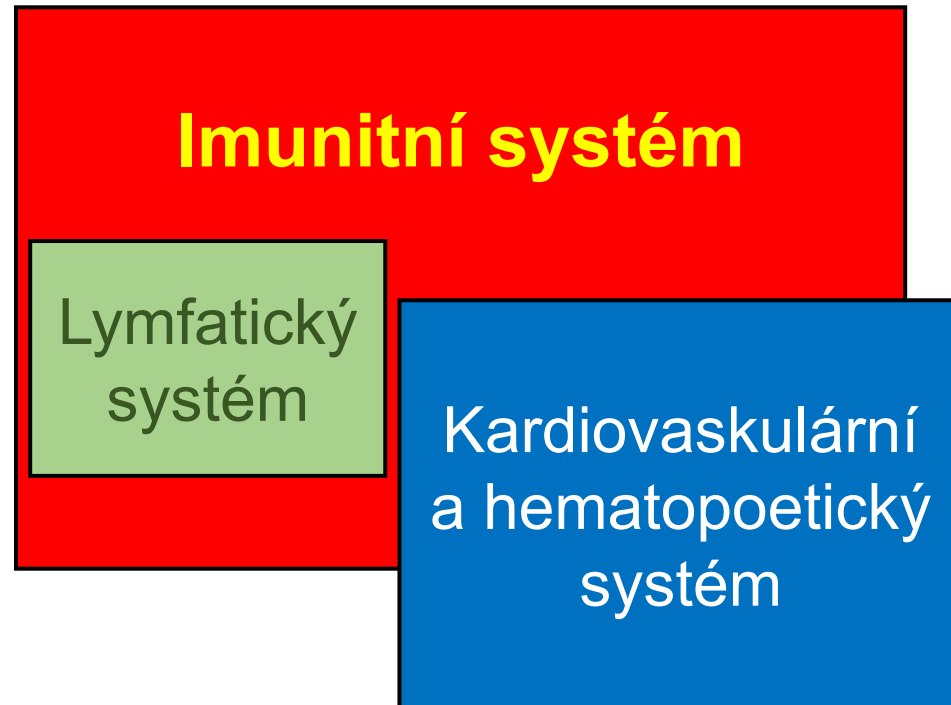 Imunitní systém
Lymfatický
systém
Kardiovaskulární
a hematopoetický
systém